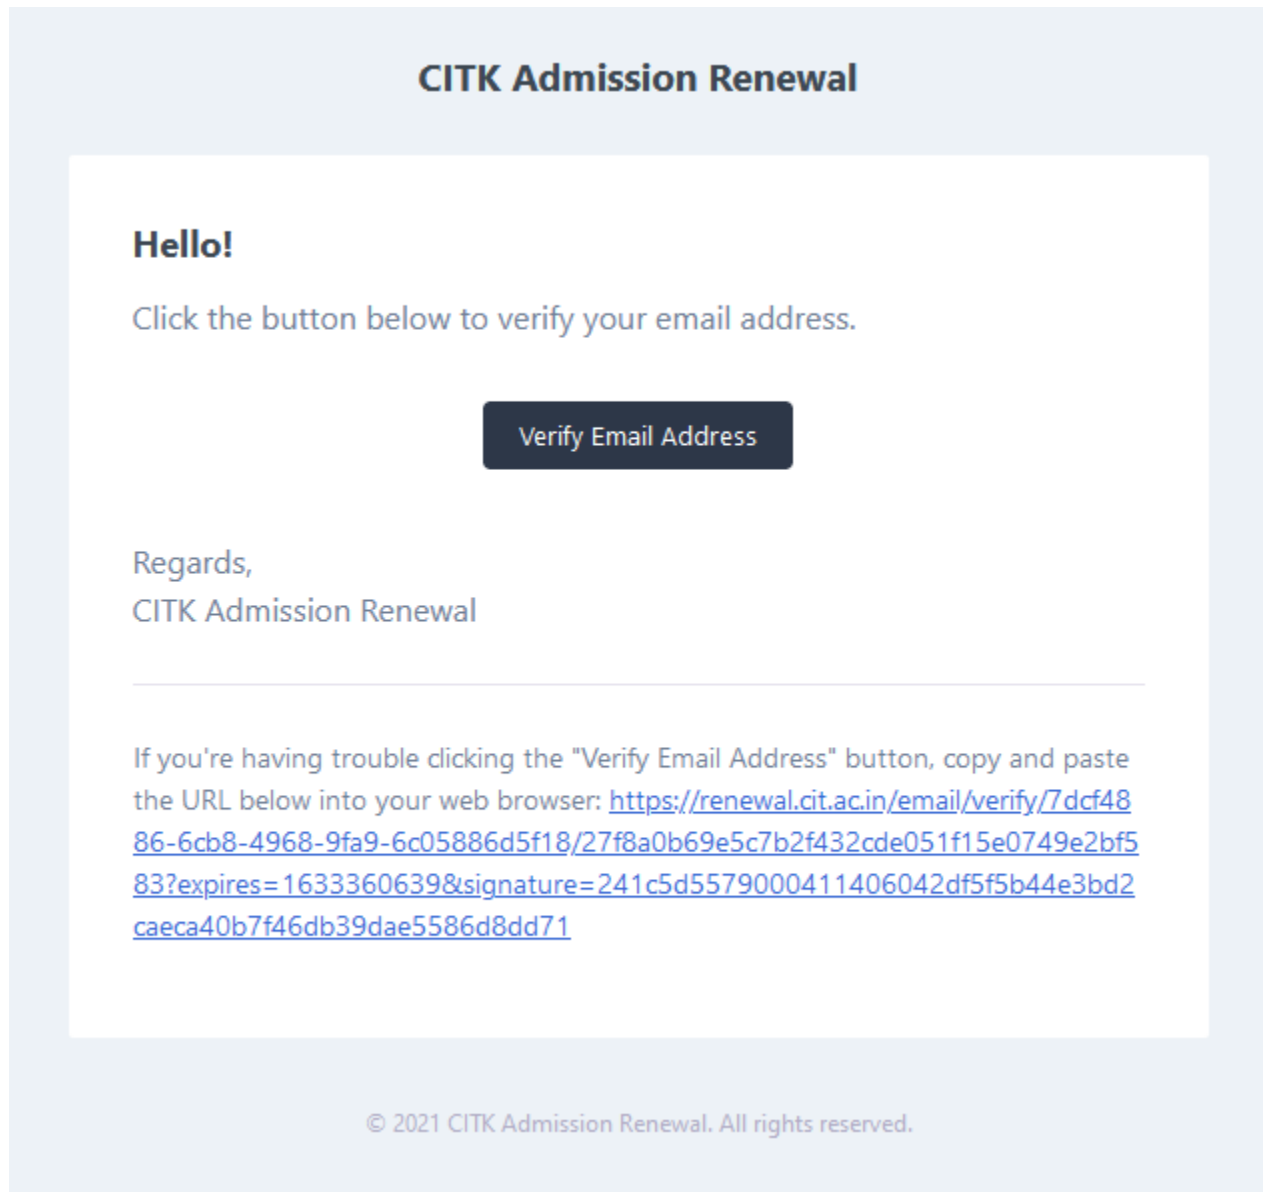 CITK Admission Renewal
Hello!
Click the button below to verify your email address.
Verify Email Address
Regards,
CITK Admission Renewal
If you're having trouble clicking the "Verify Email Address" button, copy and paste
the URL below into your web browser: https://renewal.cit.ac.in/email/verify/7dcf48
86-6cb8-4968-9fa9-6c05886d5f18/27f8a0b69e5c7b2f432cde051f15e0749e2bf5
83?expires=1633360639&signature=241c5d5579000411406042df5f5b44e3bd2
caeca40b7f46db39dae5586d8dd71
© 2021 CITK Admission Renewal. All rights reserved.